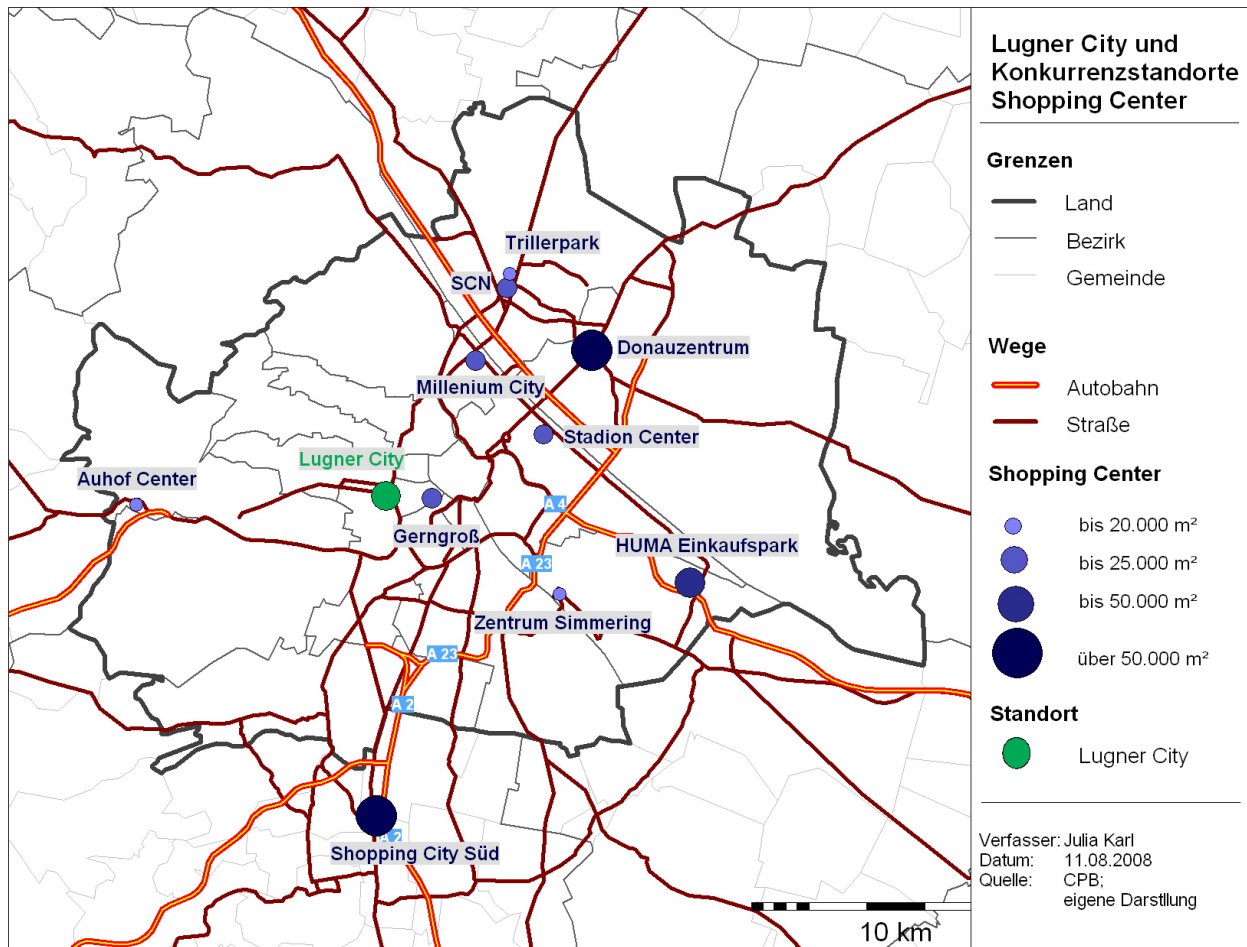 Lugner City und
Konkurrenzstandorte
Shopping Center
Grenzen
Land
Bezirk
Gemeinde
Wege
Autobahn
Straße
Shopping Center
bis 20.000 m²
bis 25.000 m²
bis 50.000 m²
über 50.000 m²
Standort
Lugner City
Verfasser: Julia Karl
Datum: 11.08.2008
Quelle: CPB;
eigene Darstllung
Trillerpark
SCN
Donauzentrum
Millenium City
Stadion Center
Lugner City
Auhof Center
Gerngroß
A 4
HUMA Einkaufspark
A 23
Zentrum Simmering
A 23
A 2
A 2
Shopping City Süd
10 km